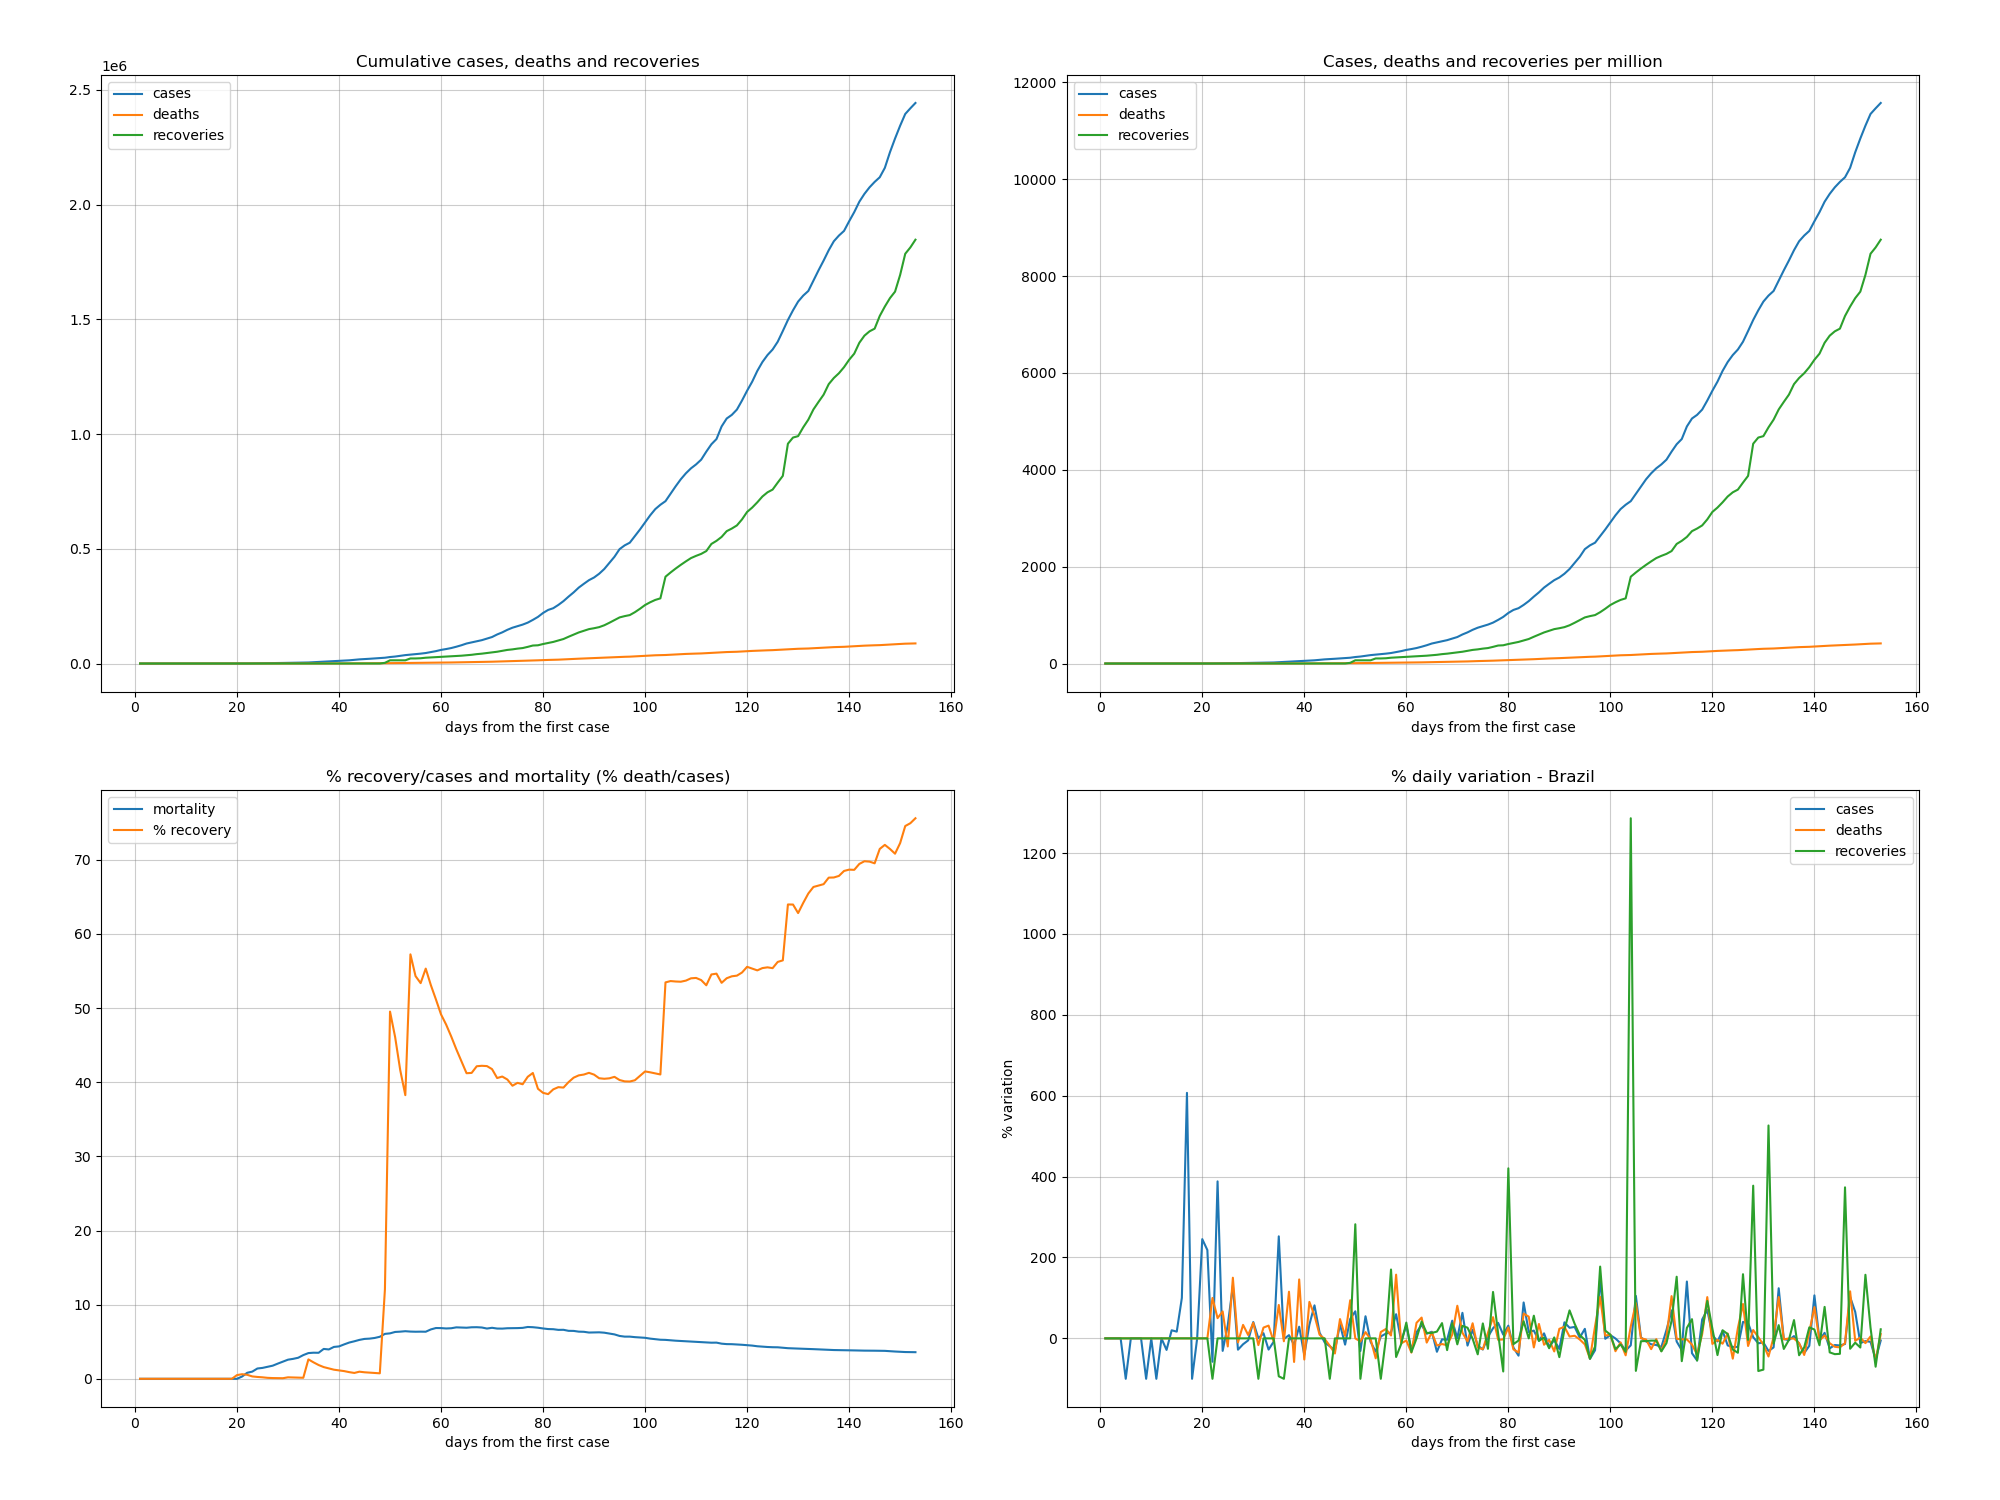 Cumulative cases, deaths and recoveries
1e6
cases
deaths
recoveries
2.5
2.0
1.5
1.0
0.5
0.0
0 20 40 60 80 100 120 140 160
days from the first case
Cases, deaths and recoveries per million
cases
deaths
recoveries
12000
10000
8000
6000
4000
2000
0
0 20 40 60 80 100 120 140 160
days from the first case
% recovery/cases and mortality (% death/cases)
mortality
% recovery
70
60
50
40
30
20
10
0
0 20 40 60 80 100 120 140 160
days from the first case
% daily variation - Brazil
cases
deaths
recoveries
1200
1000
800
600
400
200
0
% variation
0 20 40 60 80 100 120 140 160
days from the first case